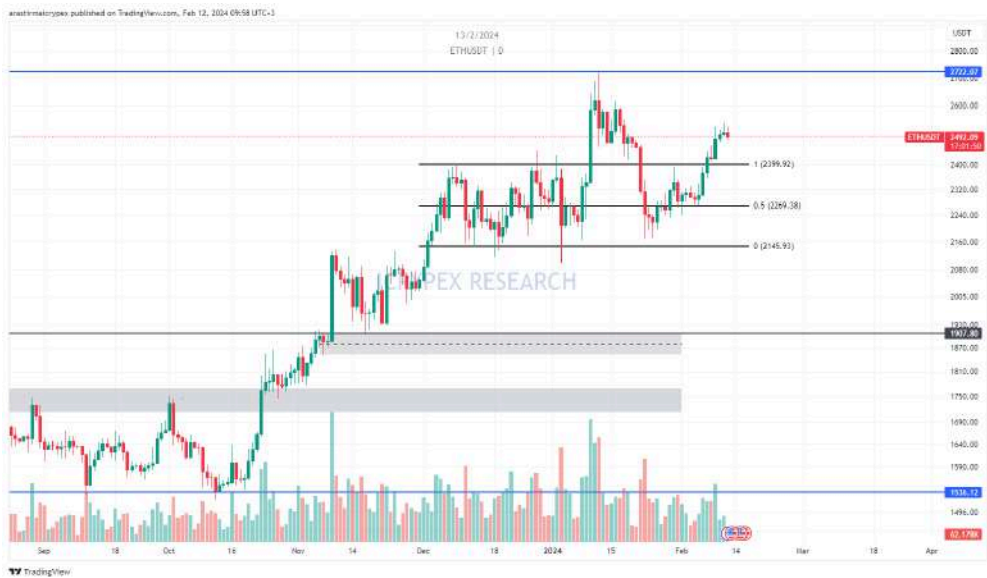 arastirmalcrypex published on TradingView.com, Feb 12, 2024 09:58 UTC+3
13/2/2024
ETHUSDT | D
USDT
2800.00
2722.07
2600.00
ETHUSDT 2492.09
17:01:50
2400.00
1 (2399.92)
2320.00
0.5 (2269.38)
2240.00
0 (2145.93)
2160.00
2080.00
PEX RESEARCH
2005.00
1907.80
1870.00
1810.00
1750.00
1690.00
1640.00
1590.00
1536.12
1496.00
62.178K
Sep 18 Oct 16 Nov 14 Dec 18 2024 15 Feb 14 Mar 18 Apr
TradingView